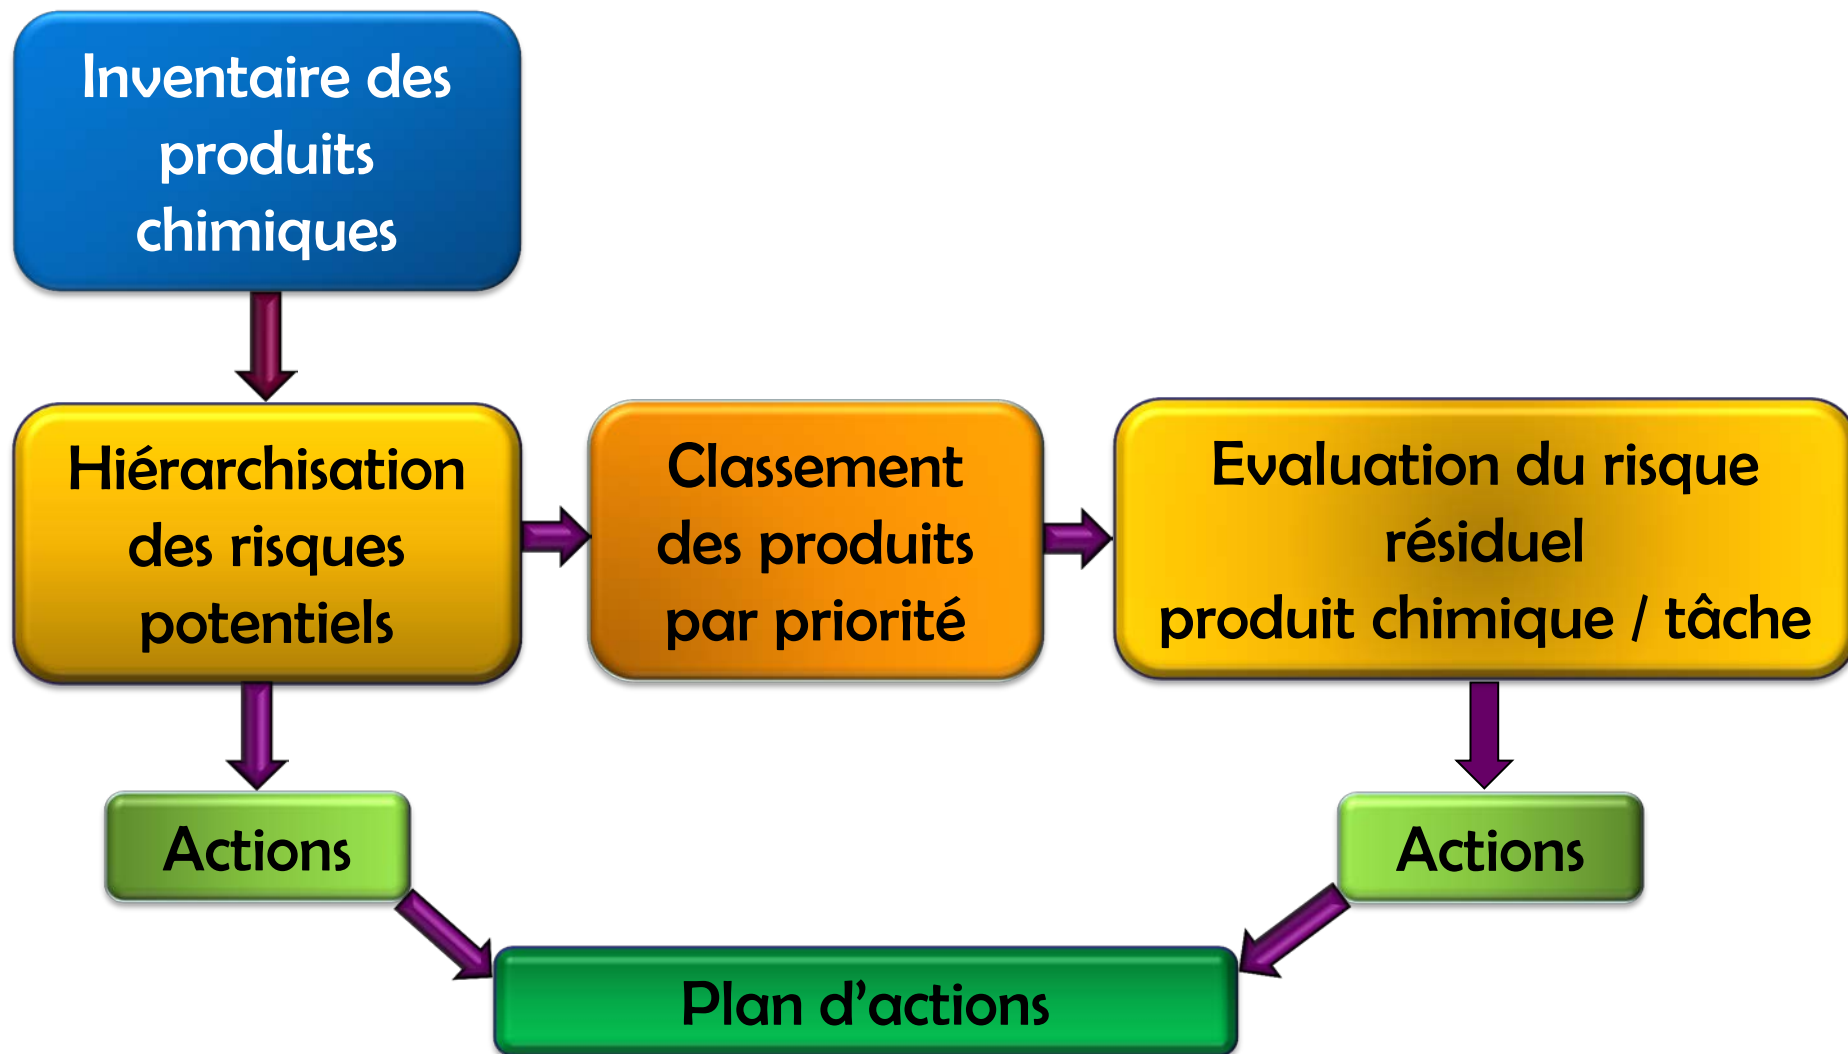 Inventaire des
produits
chimiques
Hiérarchisation
des risques
potentiels
Classement
des produits
par priorité
Evaluation du risque
résiduel
produit chimique / tâche
Actions
Actions
Plan d’actions